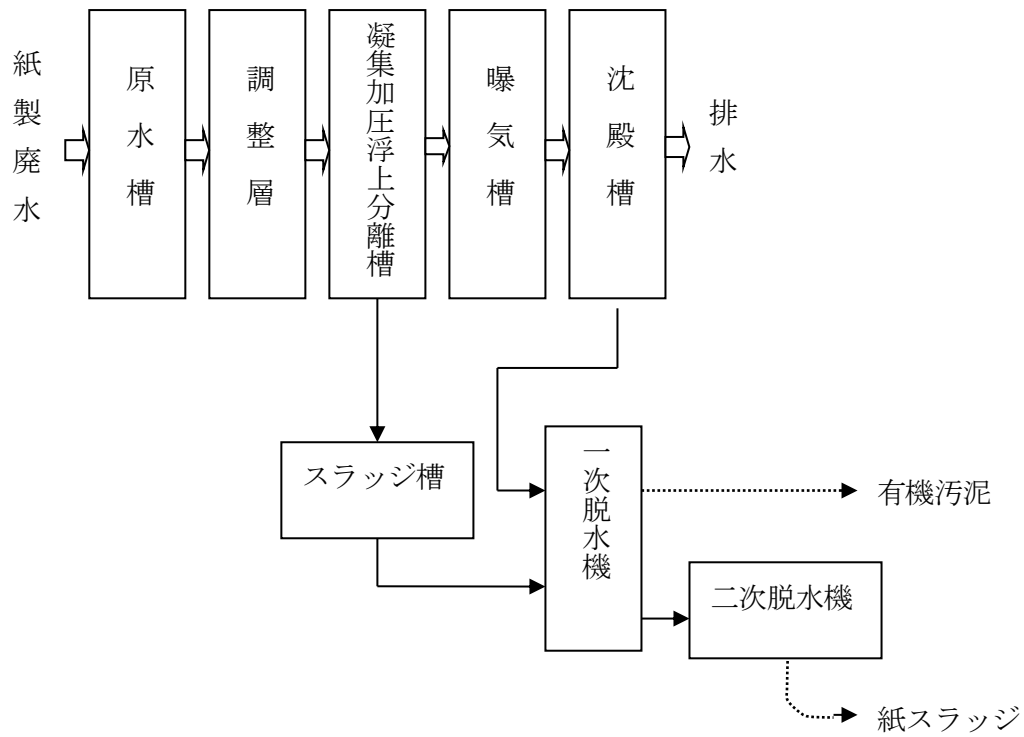 紙製廃水
原水槽
調整層
凝集加圧浮上分離槽
曝気槽
沈殿槽
排水
スラッジ槽
一次脱水機
有機汚泥
二次脱水機
紙スラッジ